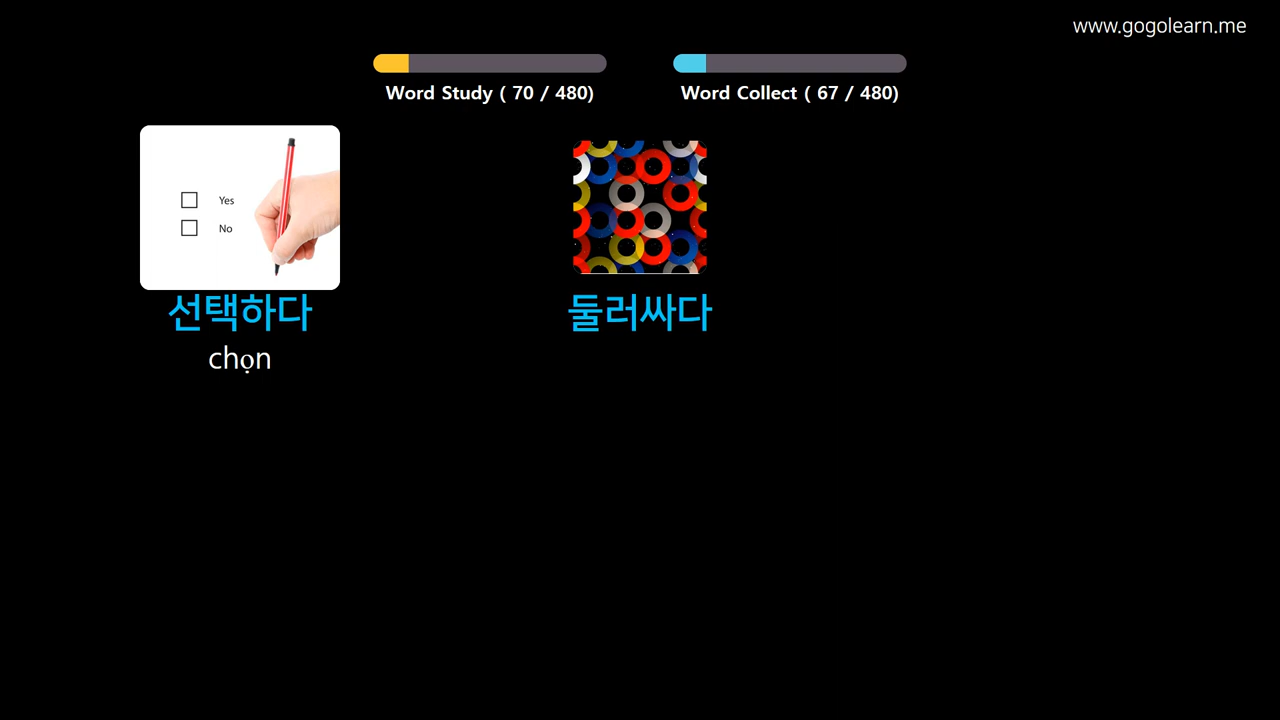 www.gogolearn.me
Word Study ( 70 / 480)
Word Collect ( 67 / 480)
Yes
No
선택하다
chọn
둘러싸다